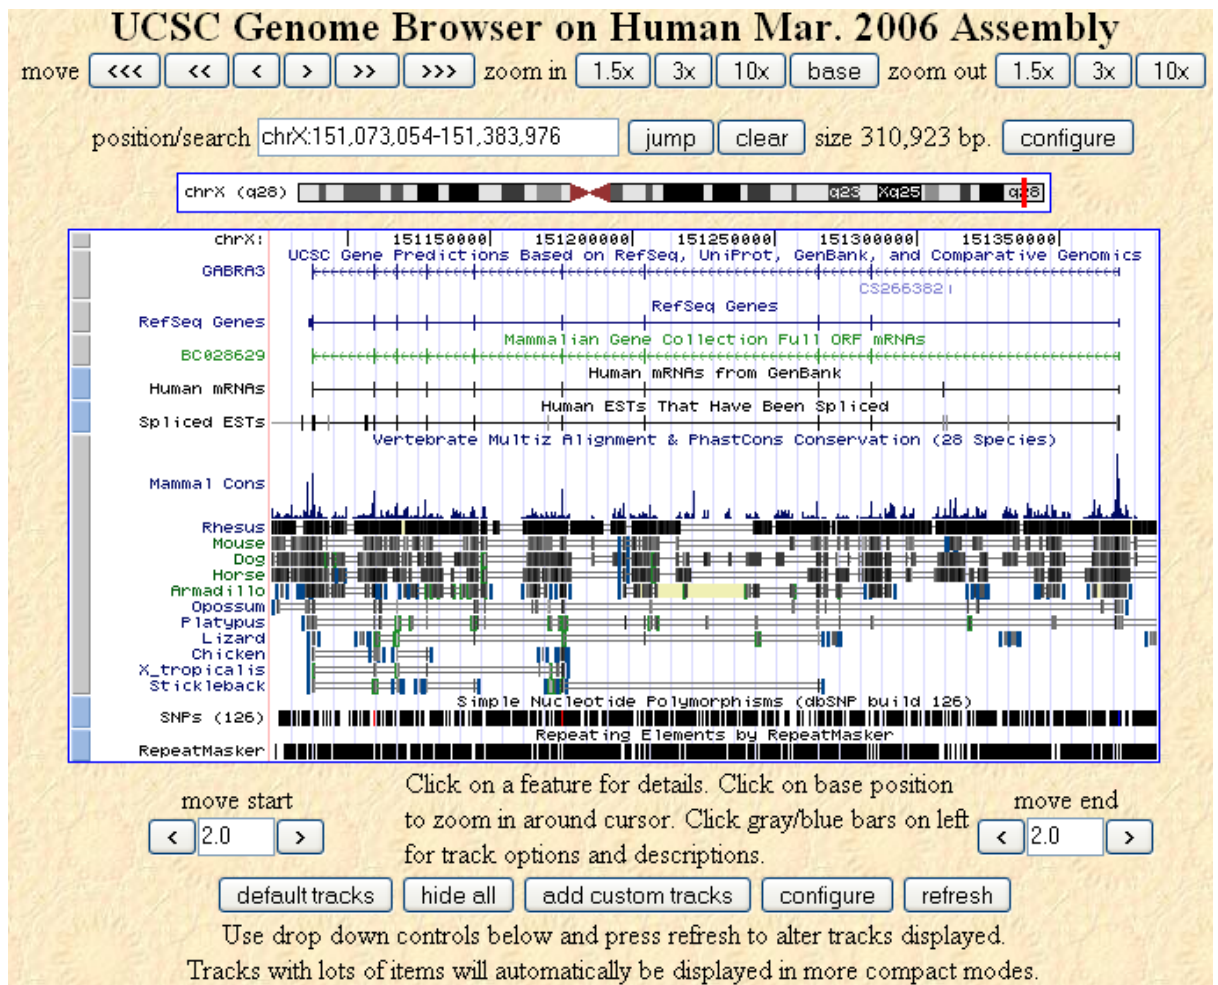 UCSC Genome Browser on Human Mar. 2006 Assembly
move <<< << < > >> >>> zoom in 1.5x 3x 10x base zoom out 1.5x 3x 10x
position/search chrX:151,073,054-151,383,976 jump clear size 310,923 bp. configure
chrX (q28) q23 Xq25 q28
chrX: 151150000| 151200000| 151250000| 151300000| 151350000|
UCSC Gene Predictions Based on RefSeq, UniProt, GenBank, and Comparative Genomics
GABRA3
CS266382
RefSeq Genes
RefSeq Genes
Mammalian Gene Collection Full ORF mRNAs
BC028629
Human mRNAs from GenBank
Human mRNAs
Human ESTs That Have Been Spliced
Spliced ESTs
Vertebrate Multiz Alignment & PhastCons Conservation (28 Species)
Mammal Cons
Rhesus
Mouse
Dog
Horse
Armadillo
Opossum
Platypus
Lizard
Chicken
X_tropicalis
Stickleback
Simple Nucleotide Polymorphisms (dbSNP build 126)
SNPs (126)
Repeating Elements by RepeatMasker
RepeatMasker
move start
< 2.0 >
Click on a feature for details. Click on base position
to zoom in around cursor. Click gray/blue bars on left
for track options and descriptions.
move end
< 2.0 >
default tracks hide all add custom tracks configure refresh
Use drop down controls below and press refresh to alter tracks displayed.
Tracks with lots of items will automatically be displayed in more compact modes.